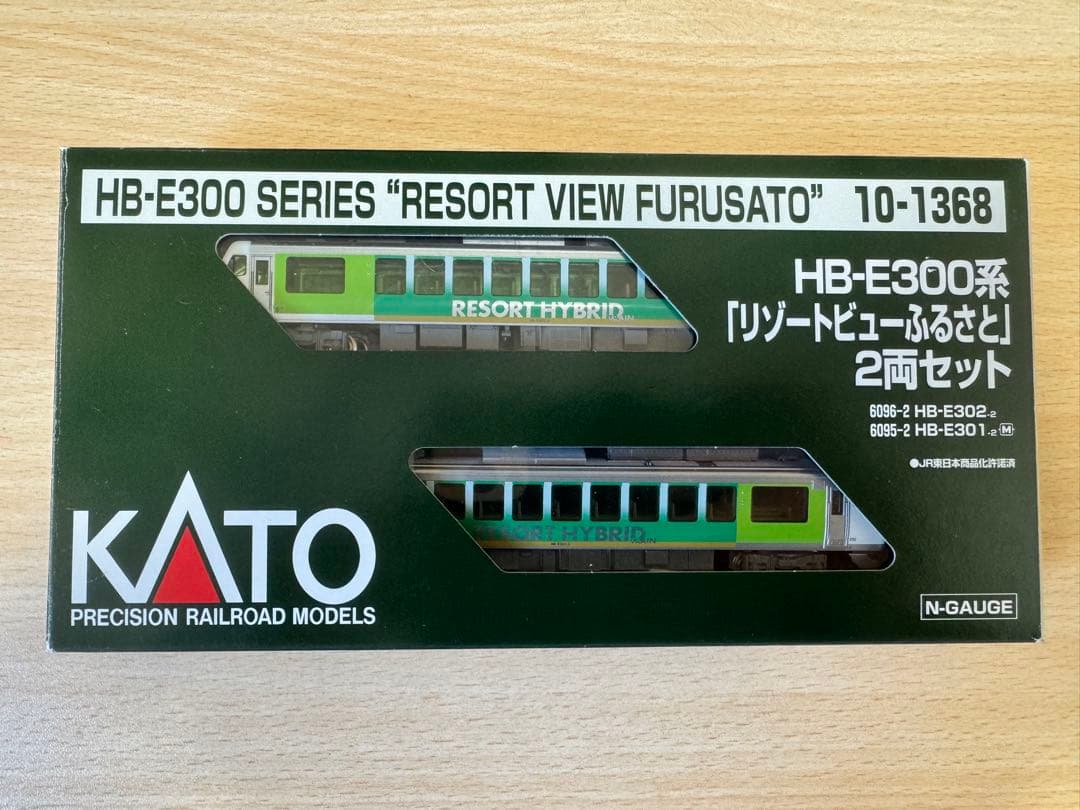 HB-E300 SERIES “RESORT VIEW FURUSATO” 10-1368
HB-E300系
「リゾートビューふるさと」
2両セット
6096-2 HB-E302-2
6095-2 HB-E301-2 M
●JR東日本商品化許諾済
RESORT HYBRID
TRAIN
RESORT HYBRID
TRAIN
KATO
PRECISION RAILROAD MODELS
N-GAUGE